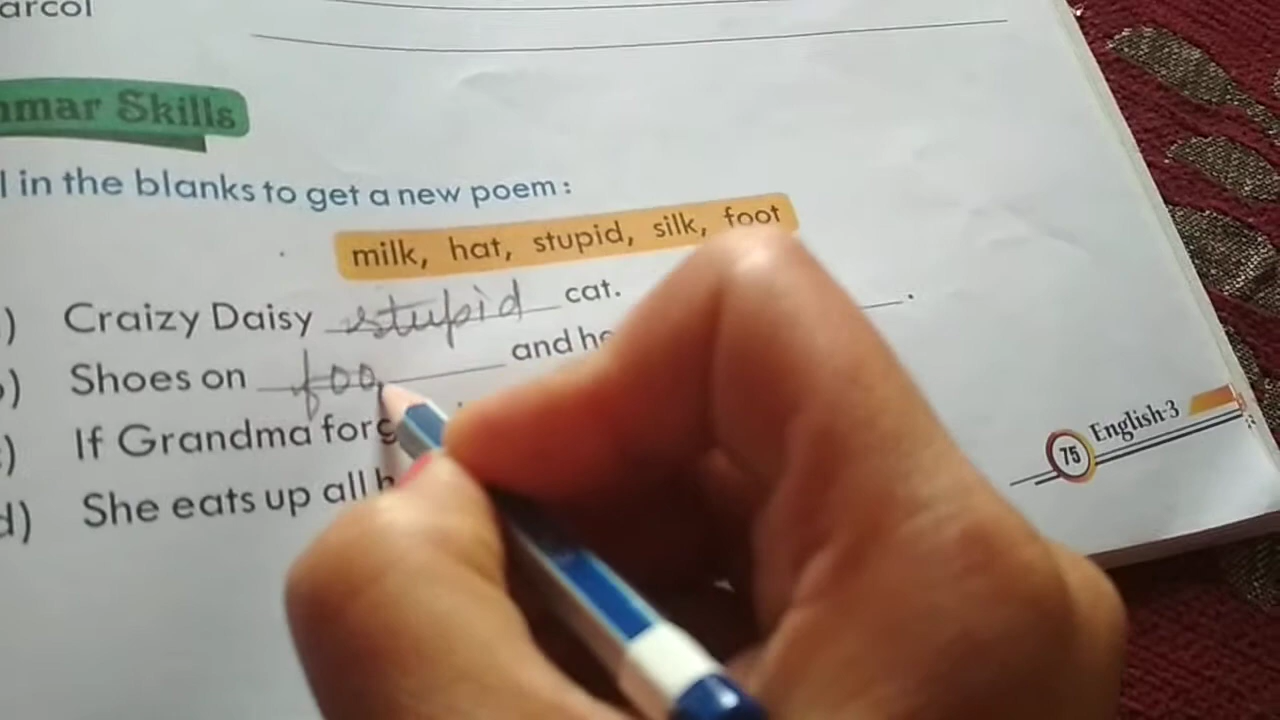 arcol
mmar Skills
l in the blanks to get a new poem :
milk, hat, stupid, silk, foot
) Craizy Daisy stupid cat.
) Shoes on foo and he
) If Grandma forg
d) She eats up all h
75 English-3